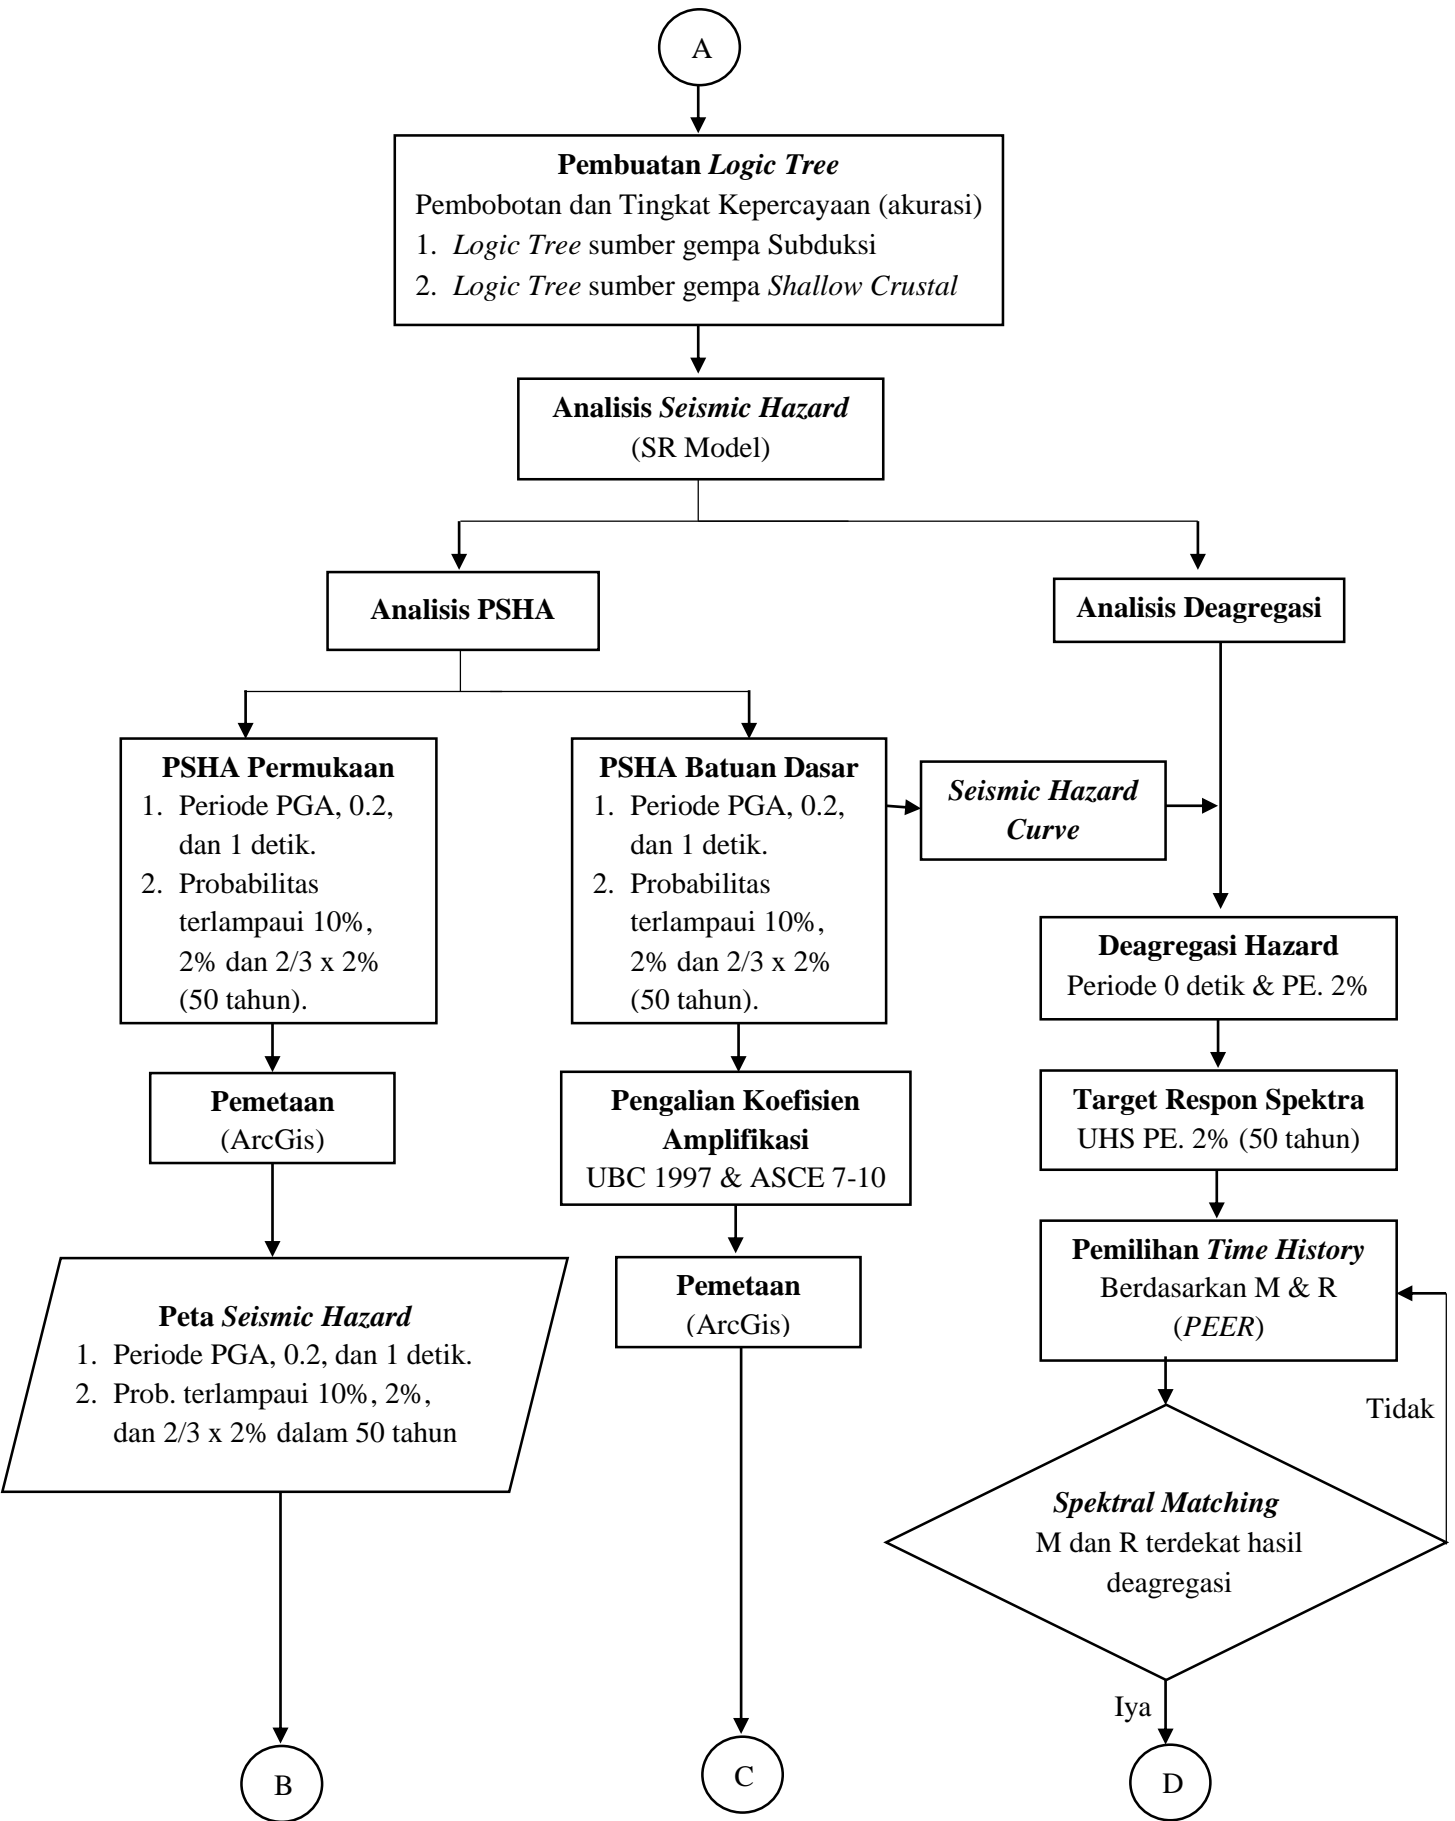 A
Pembuatan Logic Tree
Pembobotan dan Tingkat Kepercayaan (akurasi)
1. Logic Tree sumber gempa Subduksi
2. Logic Tree sumber gempa Shallow Crustal
Analisis Seismic Hazard
(SR Model)
Analisis PSHA
Analisis Deagregasi
PSHA Permukaan
1. Periode PGA, 0.2,
dan 1 detik.
2. Probabilitas
terlampaui 10%,
2% dan 2/3 x 2%
(50 tahun).
PSHA Batuan Dasar
1. Periode PGA, 0.2,
dan 1 detik.
2. Probabilitas
terlampaui 10%,
2% dan 2/3 x 2%
(50 tahun).
Seismic Hazard
Curve
Deagregasi Hazard
Periode 0 detik & PE. 2%
Pemetaan
(ArcGis)
Pengalian Koefisien
Amplifikasi
UBC 1997 & ASCE 7-10
Target Respon Spektra
UHS PE. 2% (50 tahun)
Pemilihan Time History
Berdasarkan M & R
(PEER)
Peta Seismic Hazard
1. Periode PGA, 0.2, dan 1 detik.
2. Prob. terlampaui 10%, 2%,
dan 2/3 x 2% dalam 50 tahun
Pemetaan
(ArcGis)
Tidak
Spektral Matching
M dan R terdekat hasil
deagregasi
Iya
B
C
D